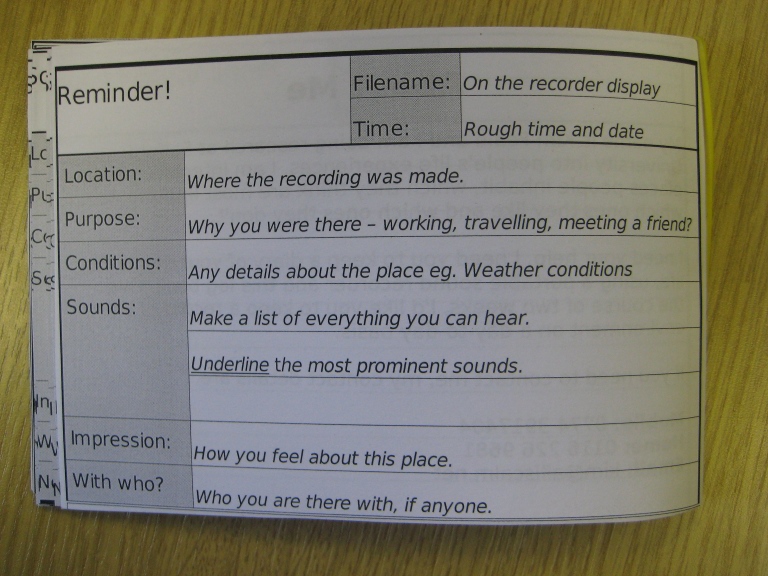 Reminder!
Filename: On the recorder display
Time: Rough time and date
Location: Where the recording was made.
Purpose: Why you were there – working, travelling, meeting a friend?
Conditions: Any details about the place eg. Weather conditions
Sounds: Make a list of everything you can hear.
Underline the most prominent sounds.
Impression: How you feel about this place.
With who? Who you are there with, if anyone.